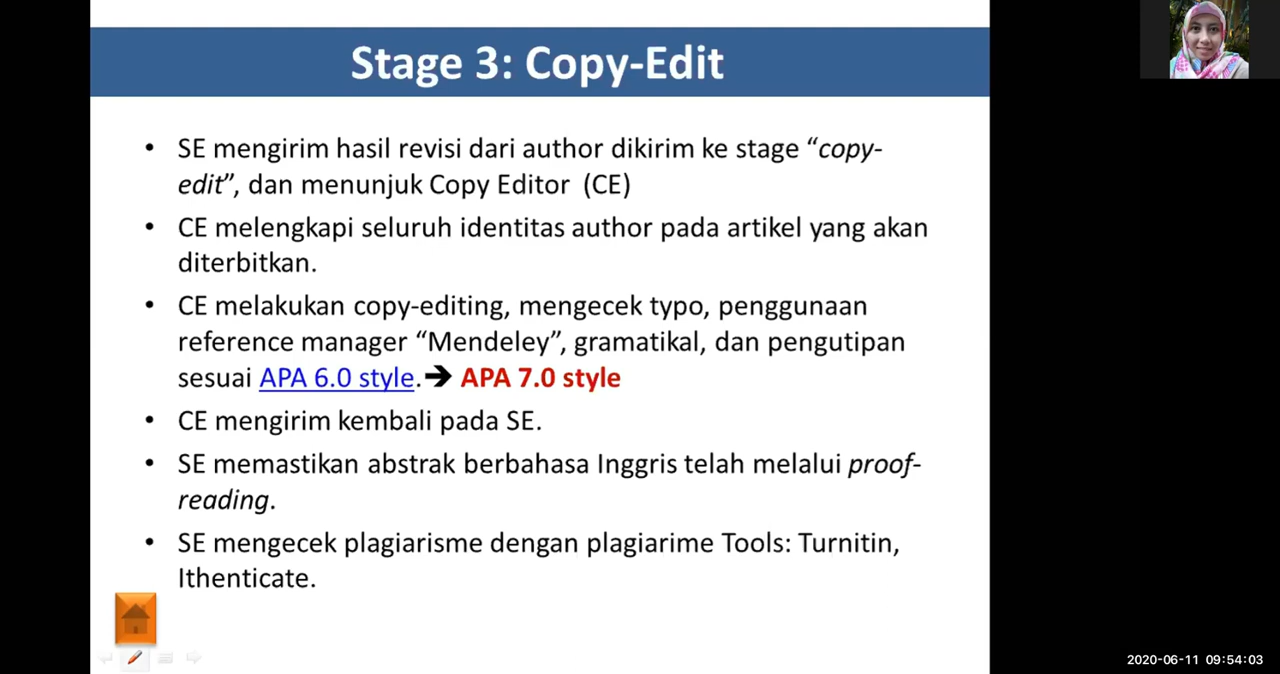 Stage 3: Copy-Edit
• SE mengirim hasil revisi dari author dikirim ke stage “copy-
edit”, dan menunjuk Copy Editor (CE)
• CE melengkapi seluruh identitas author pada artikel yang akan
diterbitkan.
• CE melakukan copy-editing, mengecek typo, penggunaan
reference manager “Mendeley”, gramatikal, dan pengutipan
sesuai APA 6.0 style.➔ APA 7.0 style
• CE mengirim kembali pada SE.
• SE memastikan abstrak berbahasa Inggris telah melalui proof-
reading.
• SE mengecek plagiarisme dengan plagiarime Tools: Turnitin,
Ithenticate.
2020-06-11 09:54:03